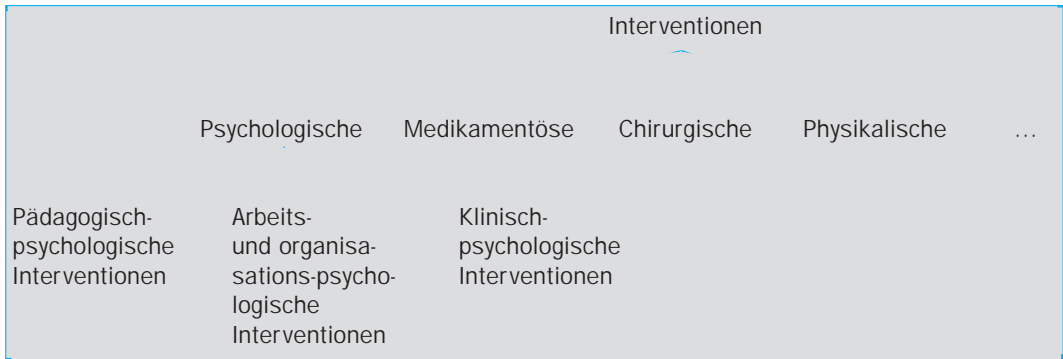 Interventionen
Psychologische Medikamentöse Chirurgische Physikalische ...
Pädagogisch-
psychologische
Interventionen
Arbeits-
und organisa-
sations-psycho-
logische
Interventionen
Klinisch-
psychologische
Interventionen